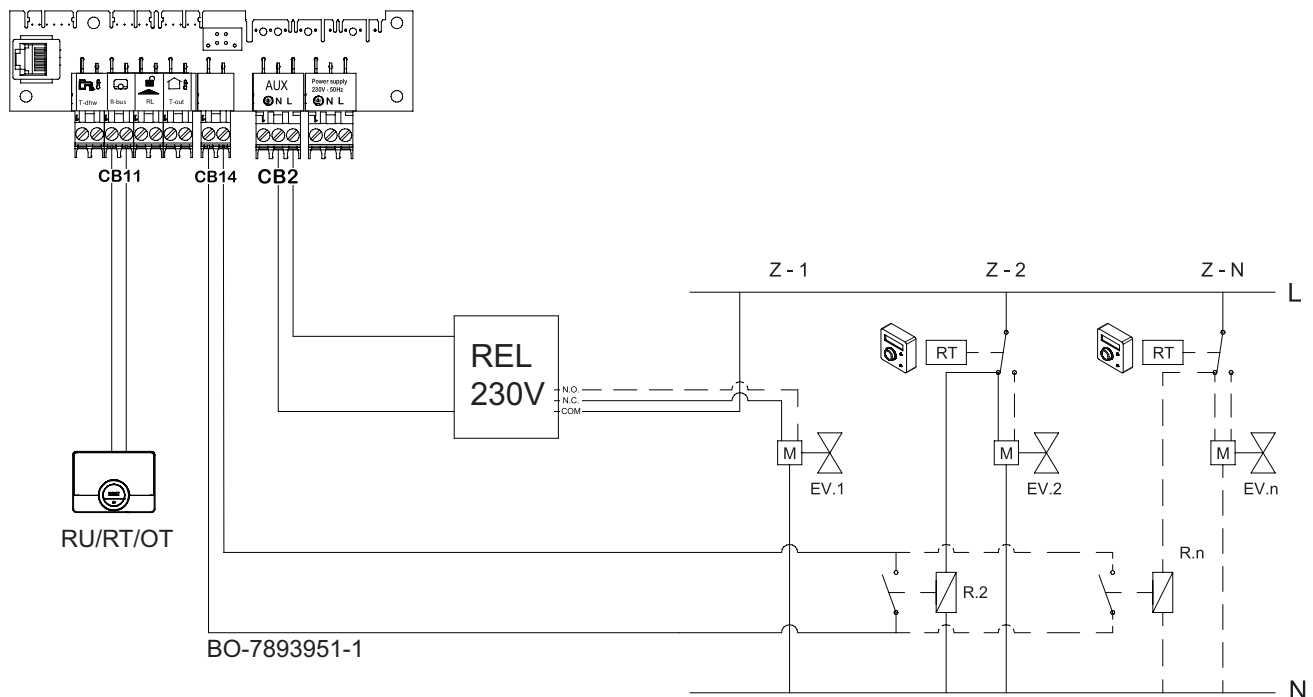 T-dhw R-bus RL T-out
AUX
N L
Power supply
230V - 50Hz
N L
CB11 CB14 CB2
Z - 1 Z - 2 Z - N
L
REL
230V
N.O.
N.C.
COM
RT RT
M M M
EV.1 EV.2 EV.n
RU/RT/OT
R.2 R.n
BO-7893951-1
N